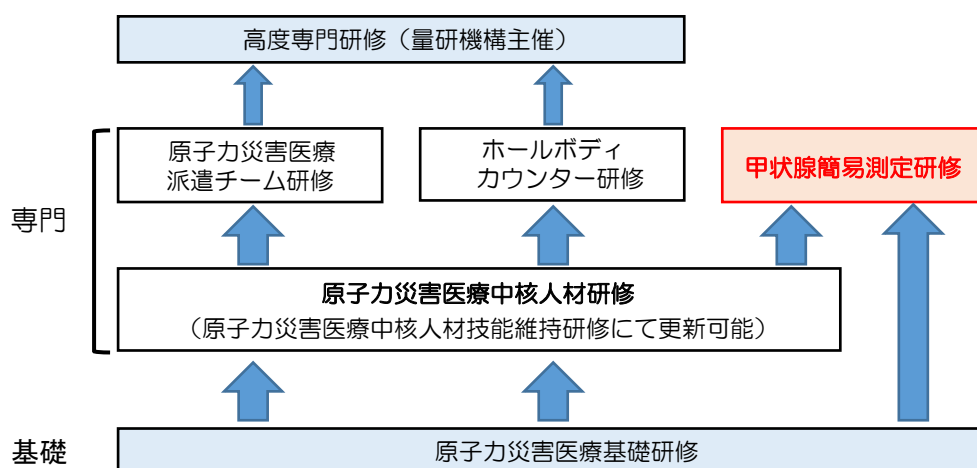 高度専門研修（量研機構主催）
原子力災害医療
派遣チーム研修
ホールボディ
カウンター研修
甲状腺簡易測定研修
専門
原子力災害医療中核人材研修
（原子力災害医療中核人材技能維持研修にて更新可能）
基礎
原子力災害医療基礎研修